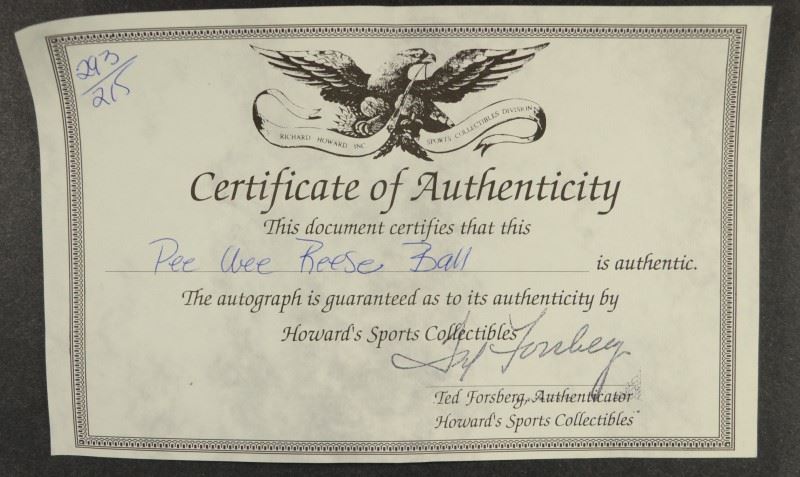 293/215
RICHARD HOWARD INC SPORTS COLLECTIBLES DIVISION
Certificate of Authenticity
This document certifies that this
Pee Wee Reese Ball is authentic.
The autograph is guaranteed as to its authenticity by
Howard's Sports Collectibles
Ted Forsberg
Ted Forsberg, Authenticator
Howard's Sports Collectibles